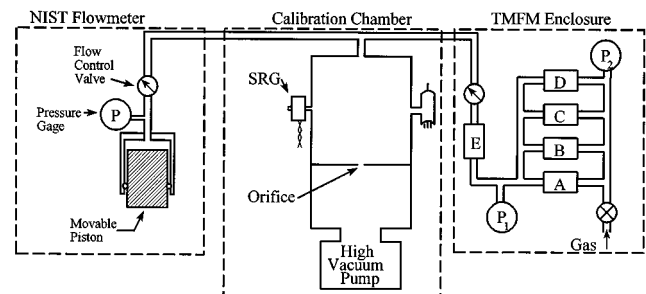 NIST Flowmeter
Calibration Chamber
TMFM Enclosure
Flow
Control
Valve
Pressure
Gage
P
Movable
Piston
SRG
Orifice
High
Vacuum
Pump
E
P2
D
C
B
A
P1
Gas